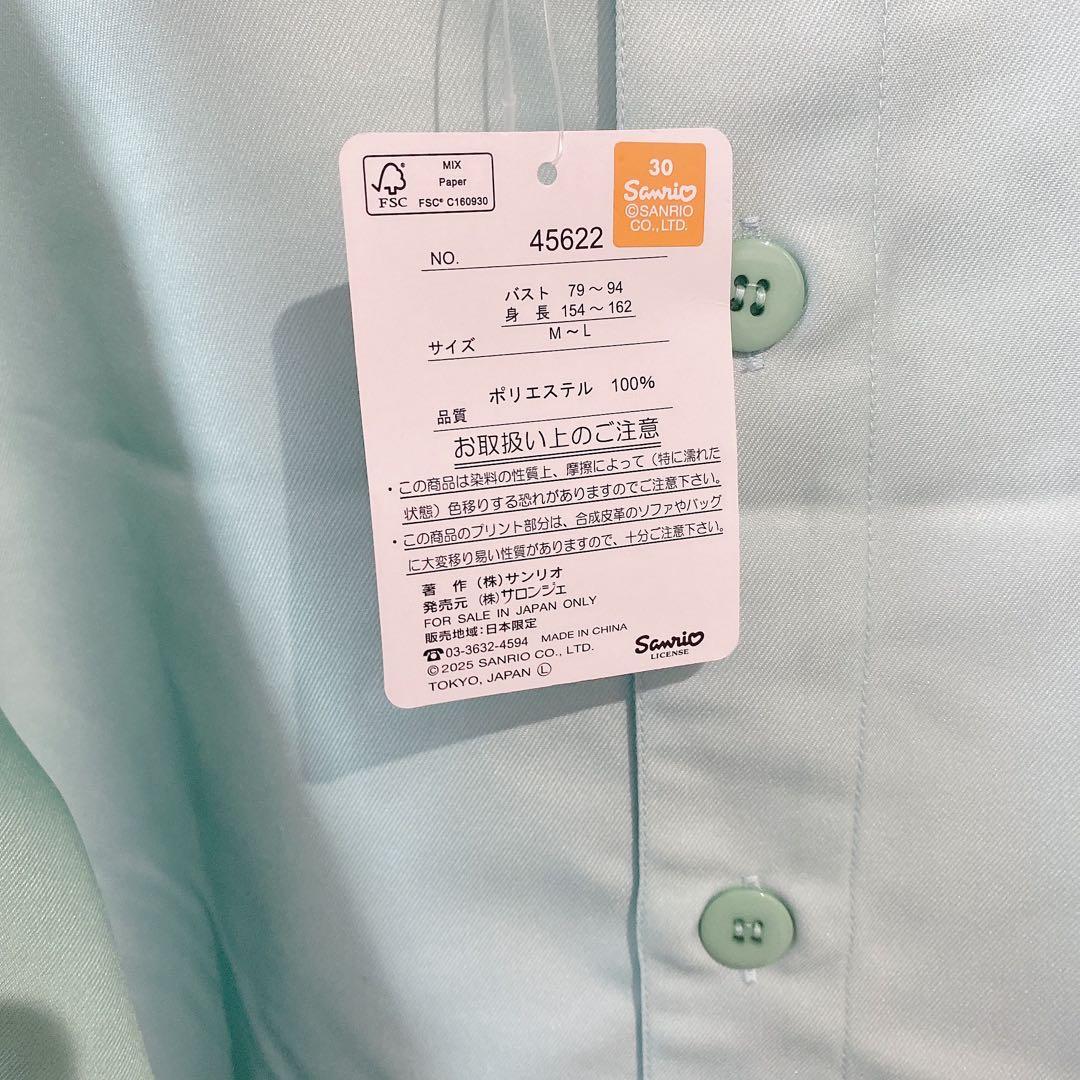 MIX
Paper
FSC
FSC® C160930
30
Sanrio
©SANRIO
CO., LTD.
NO. 45622
バスト 79～94
身 長 154～162
サイズ M～L
品質 ポリエステル 100%
お取扱い上のご注意
・この商品は染料の性質上、摩擦によって（特に濡れた
状態）色移りする恐れがありますのでご注意下さい。
・この商品のプリント部分は、合成皮革のソファやバッグ
に大変移り易い性質がありますので、十分ご注意下さい。
著 作 （株）サンリオ
発売元 （株）サロンジェ
FOR SALE IN JAPAN ONLY
販売地域：日本限定
☎03-3632-4594 MADE IN CHINA
©2025 SANRIO CO., LTD.
TOKYO, JAPAN Ⓛ
Sanrio
LICENSE